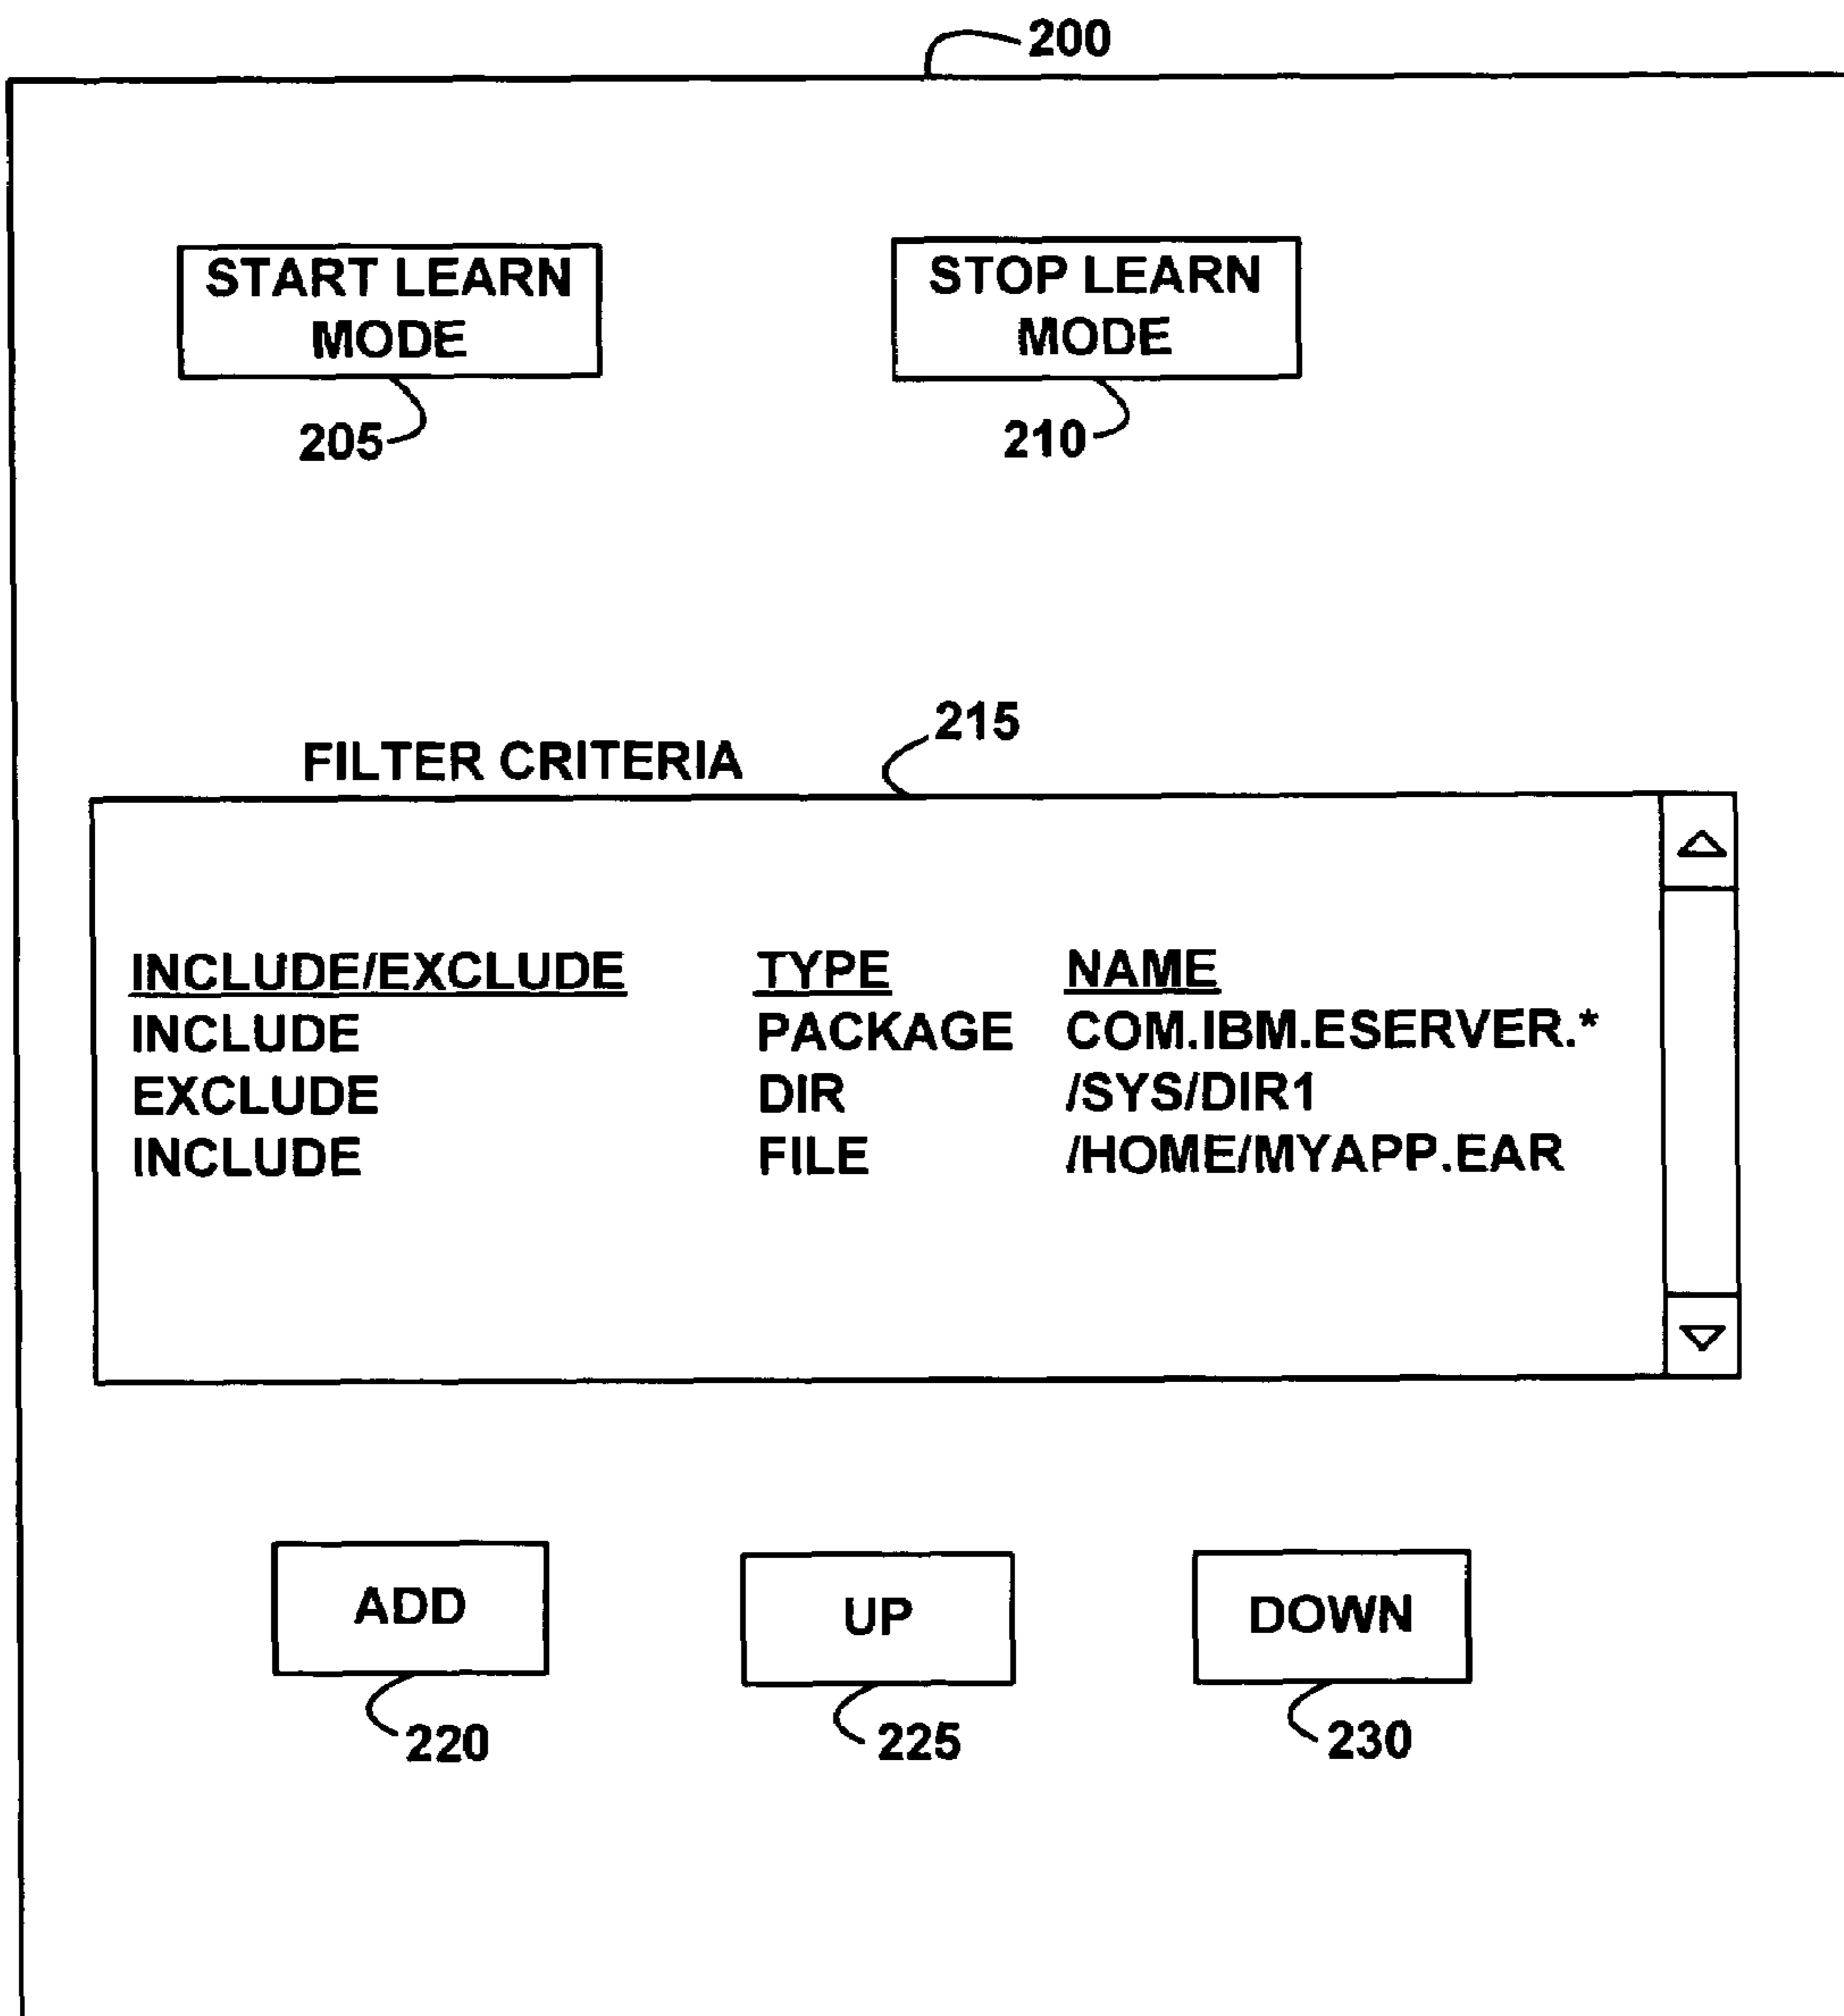 200
START LEARN
MODE
STOP LEARN
MODE
205
210
215
FILTER CRITERIA
INCLUDE/EXCLUDE TYPE NAME
INCLUDE PACKAGE COM.IBM.ESERVER.*
EXCLUDE DIR /SYS/DIR1
INCLUDE FILE /HOME/MYAPP.EAR
ADD
UP
DOWN
220
225
230